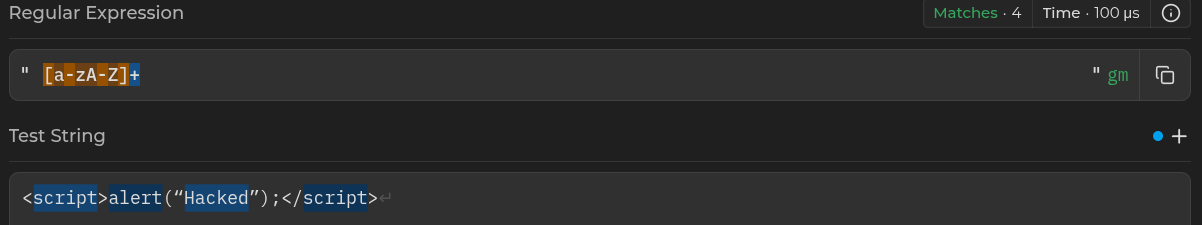 Regular Expression Matches · 4 Time · 100 µs
" [a-zA-Z]+ " gm
Test String
<script>alert(“Hacked”);</script>